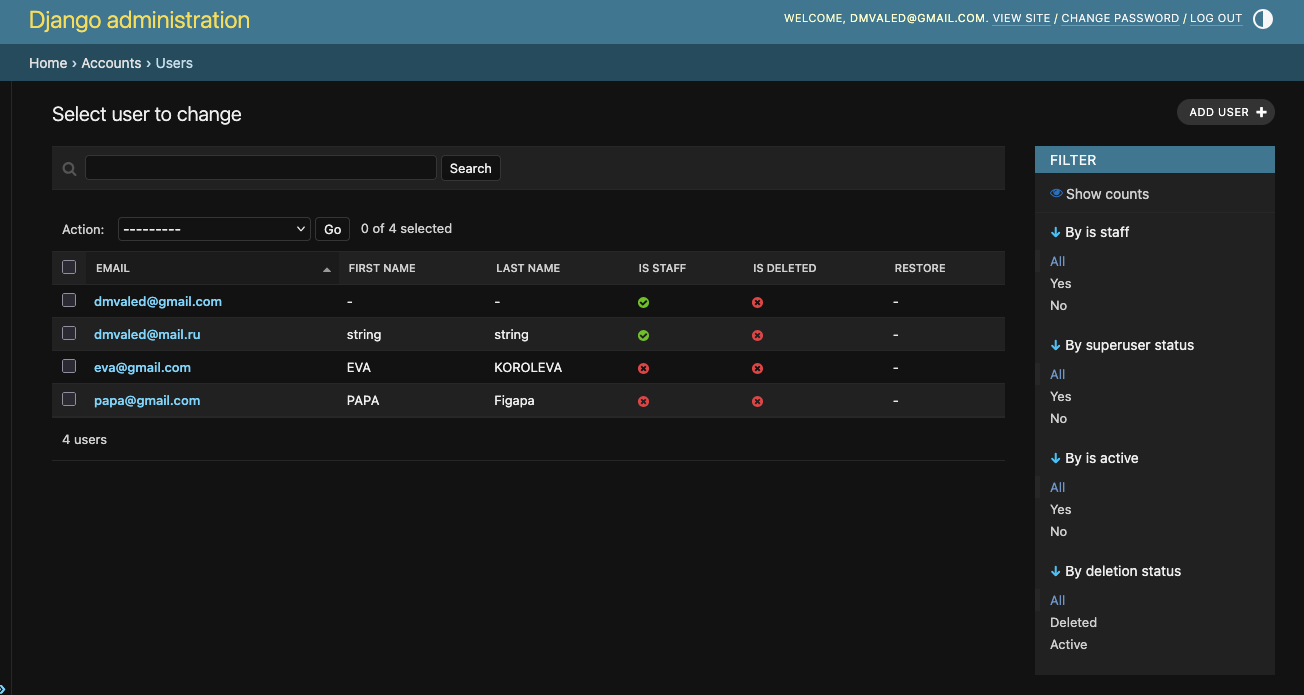 Django administration
WELCOME, DMVALED@GMAIL.COM. VIEW SITE / CHANGE PASSWORD / LOG OUT
Home › Accounts › Users
Select user to change
ADD USER +
Search
Action: --------- Go 0 of 4 selected
EMAIL FIRST NAME LAST NAME IS STAFF IS DELETED RESTORE
dmvaled@gmail.com - - -
dmvaled@mail.ru string string -
eva@gmail.com EVA KOROLEVA -
papa@gmail.com PAPA Figapa -
4 users
FILTER
Show counts
By is staff
All
Yes
No
By superuser status
All
Yes
No
By is active
All
Yes
No
By deletion status
All
Deleted
Active
»